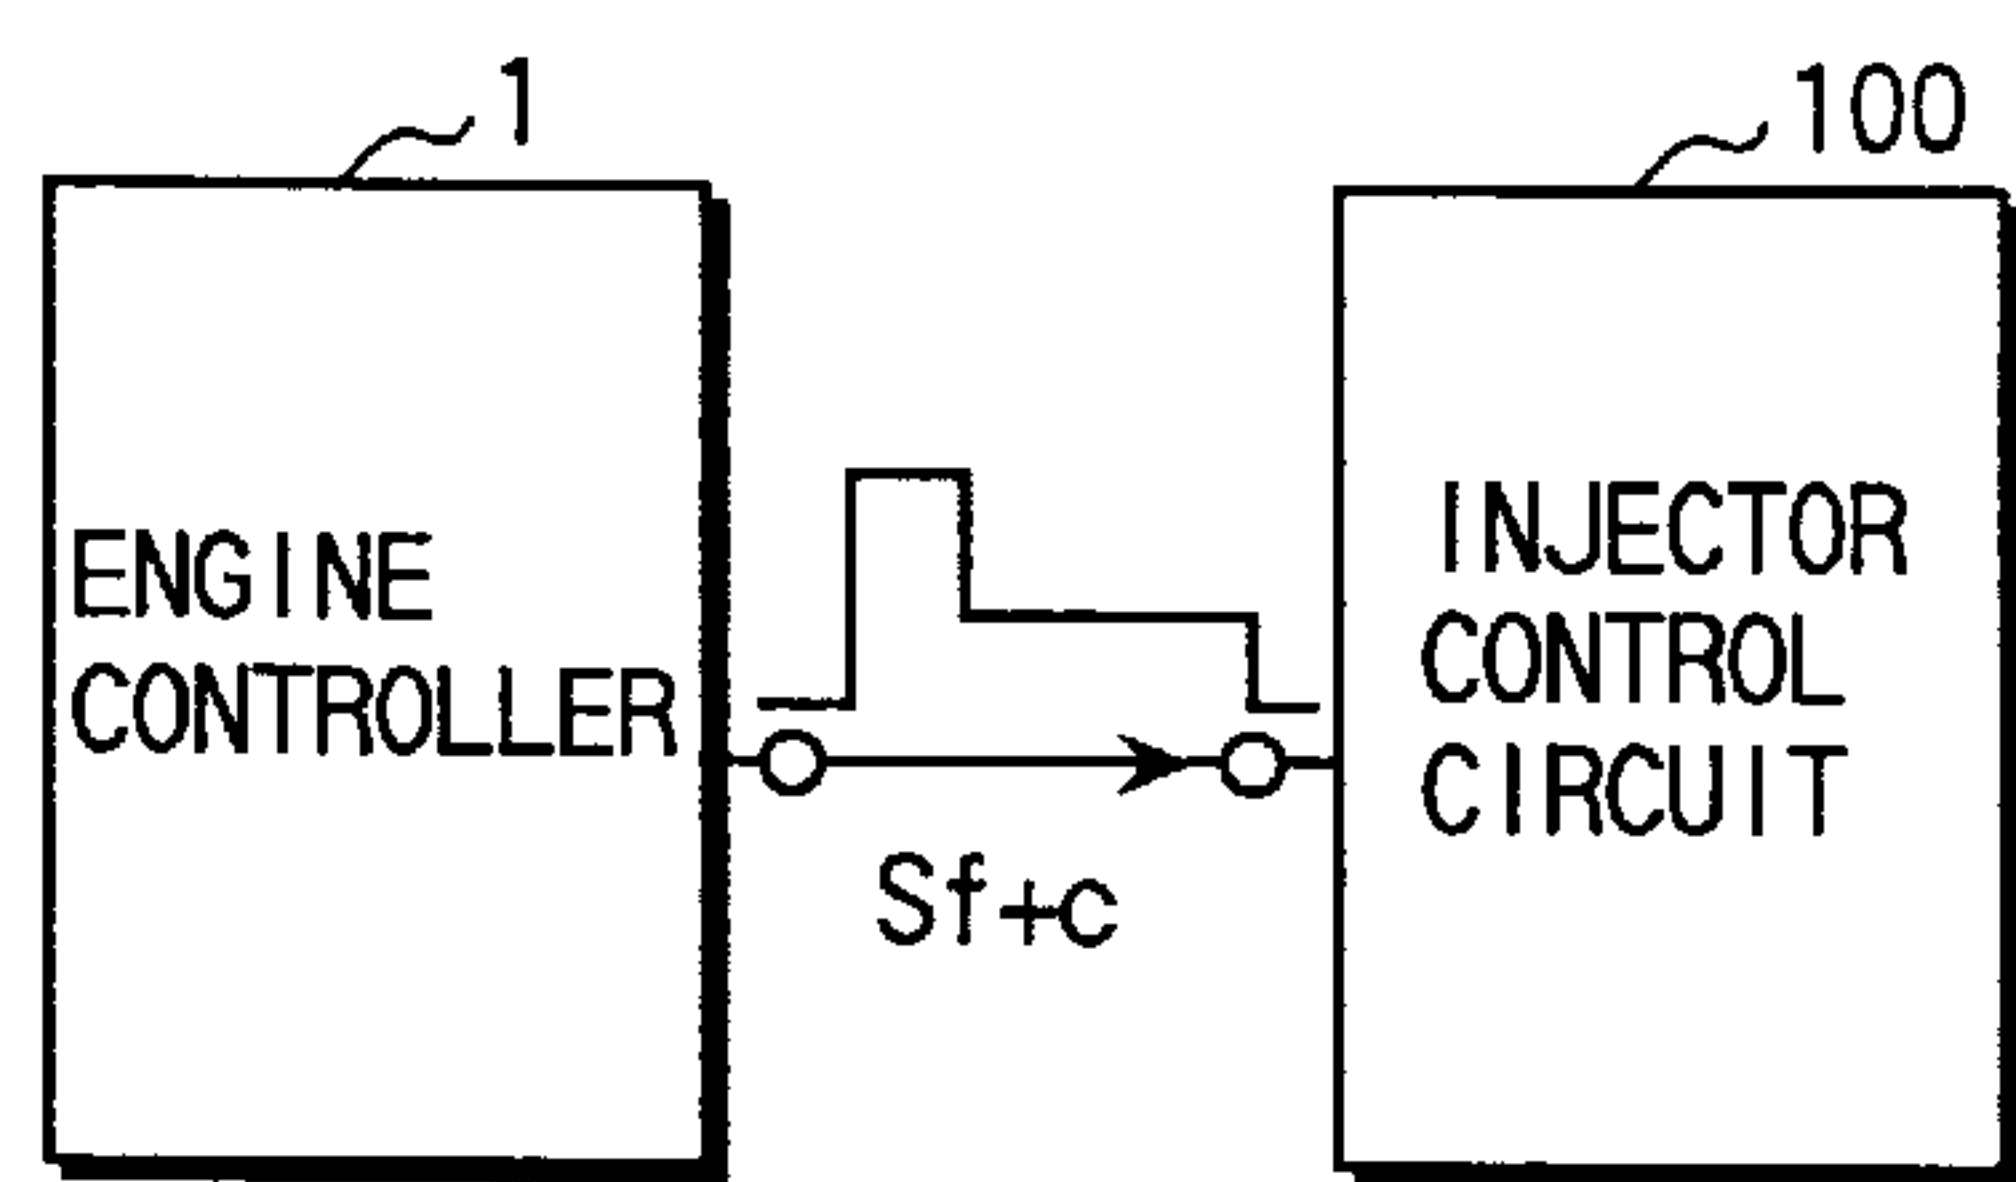 1
100
ENGINE
CONTROLLER
INJECTOR
CONTROL
CIRCUIT
Sf+c